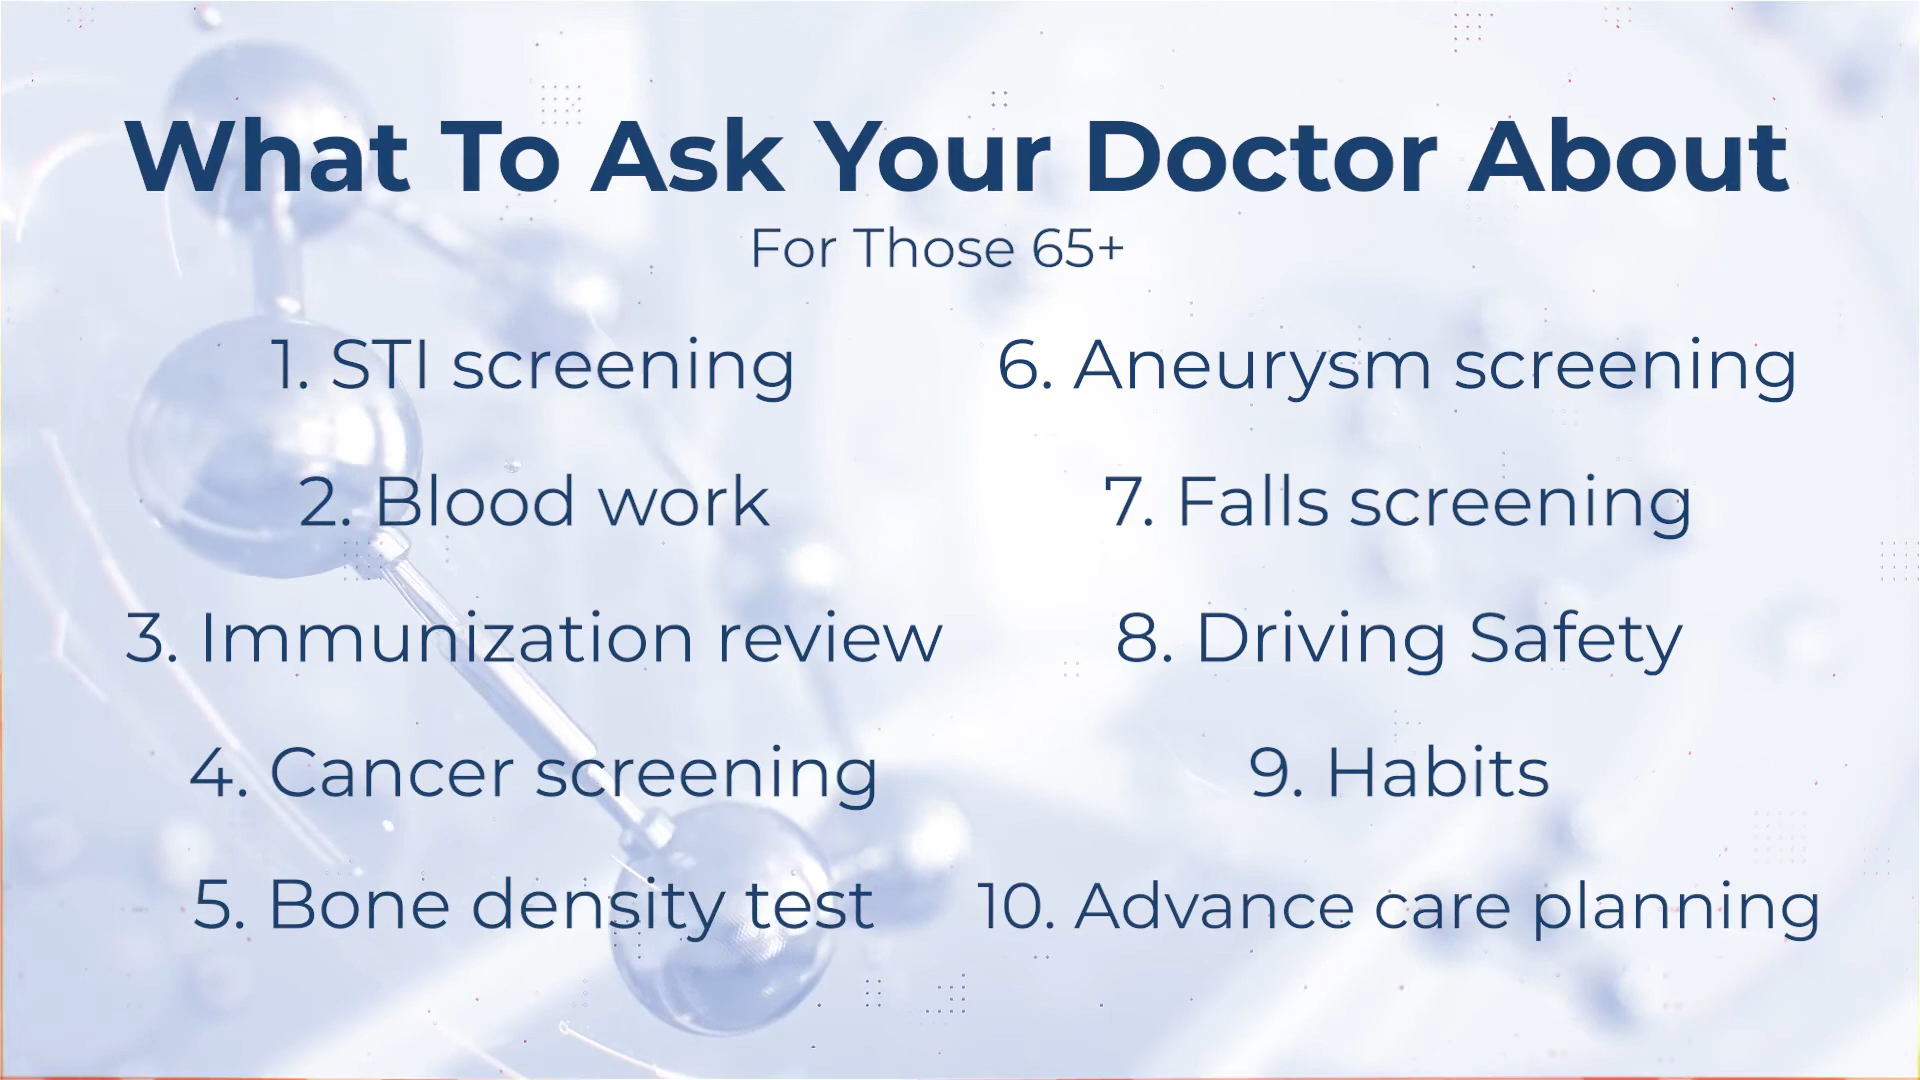 What To Ask Your Doctor About
For Those 65+
1. STI screening
2. Blood work
3. Immunization review
4. Cancer screening
5. Bone density test
6. Aneurysm screening
7. Falls screening
8. Driving Safety
9. Habits
10. Advance care planning